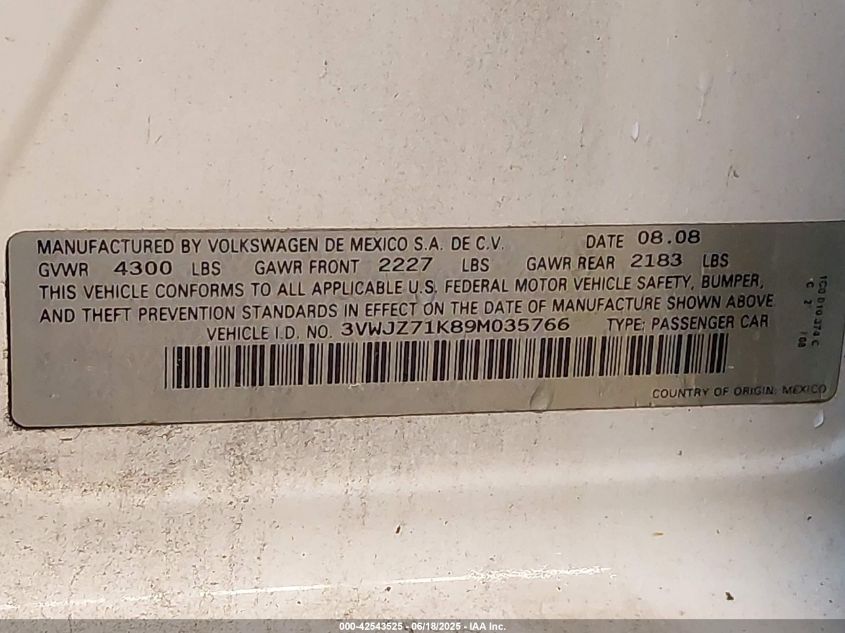 MANUFACTURED BY VOLKSWAGEN DE MEXICO S.A. DE C.V. DATE 08.08
GVWR 4300 LBS GAWR FRONT 2227 LBS GAWR REAR 2183 LBS
THIS VEHICLE CONFORMS TO ALL APPLICABLE U.S. FEDERAL MOTOR VEHICLE SAFETY, BUMPER,
AND THEFT PREVENTION STANDARDS IN EFFECT ON THE DATE OF MANUFACTURE SHOWN ABOVE
VEHICLE I.D. NO. 3VWJZ71K89M035766 TYPE; PASSENGER CAR
COUNTRY OF ORIGIN: MEXICO
1C0 010 374 C
000-42543525 - 06/18/2025 - IAA Inc.